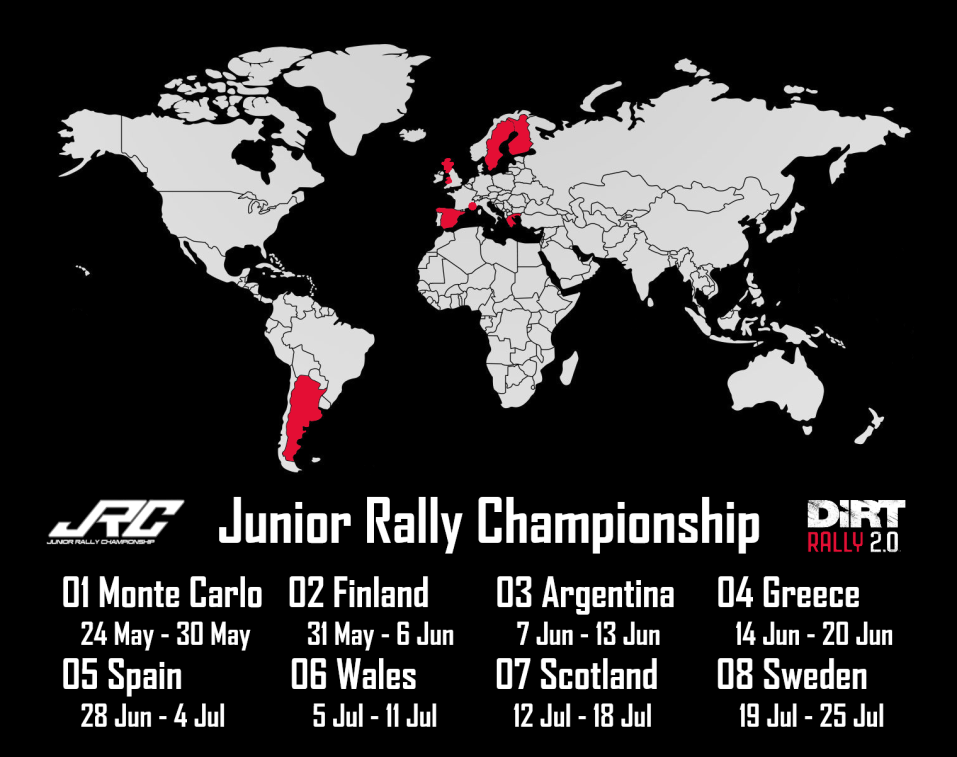 JRC
JUNIOR RALLY CHAMPIONSHIP
Junior Rally Championship
DiRT
RALLY 2.0
01 Monte Carlo
24 May - 30 May
02 Finland
31 May - 6 Jun
03 Argentina
7 Jun - 13 Jun
04 Greece
14 Jun - 20 Jun
05 Spain
28 Jun - 4 Jul
06 Wales
5 Jul - 11 Jul
07 Scotland
12 Jul - 18 Jul
08 Sweden
19 Jul - 25 Jul